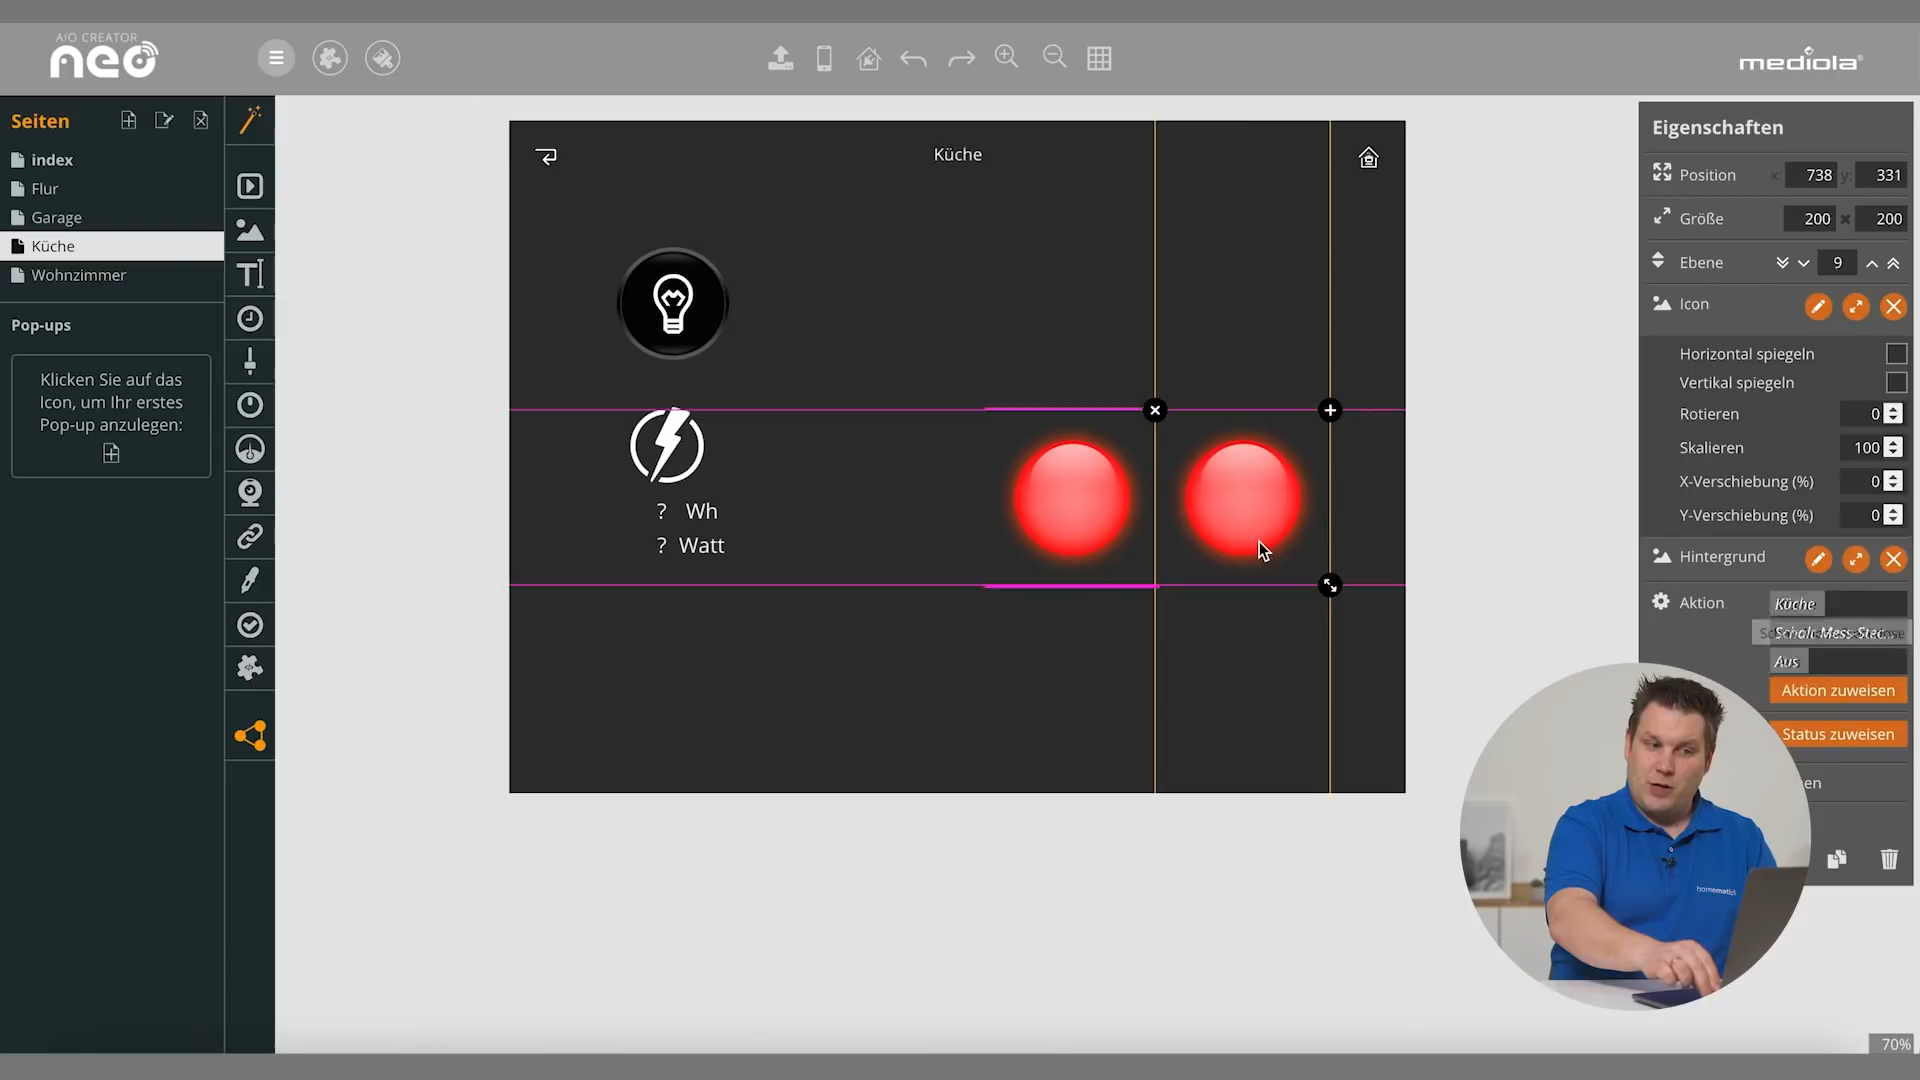 AIO CREATOR
neo
mediola®
Seiten
index
Flur
Garage
Küche
Wohnzimmer
Pop-ups
Klicken Sie auf das
Icon, um Ihr erstes
Pop-up anzulegen:
Küche
? Wh
? Watt
Eigenschaften
Position x: 738 y: 331
Größe 200 x 200
Ebene 9
Icon
Horizontal spiegeln
Vertikal spiegeln
Rotieren 0
Skalieren 100
X-Verschiebung (%) 0
Y-Verschiebung (%) 0
Hintergrund
Aktion Küche
Schalt-Mess-Stec...
Aus
Aktion zuweisen
Status zuweisen
en
homematic
70%